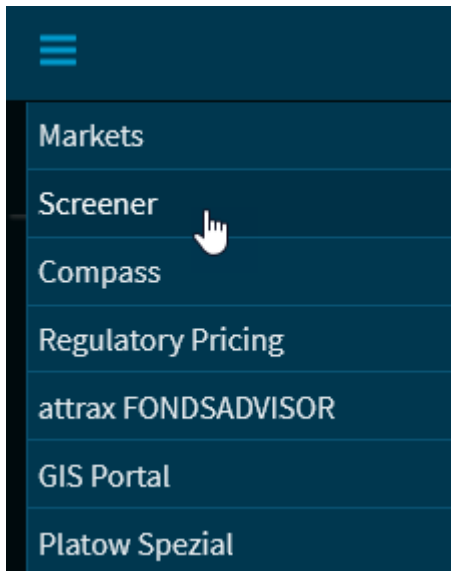 Markets
Screener
Compass
Regulatory Pricing
attrax FONDSADVISOR
GIS Portal
Platow Spezial